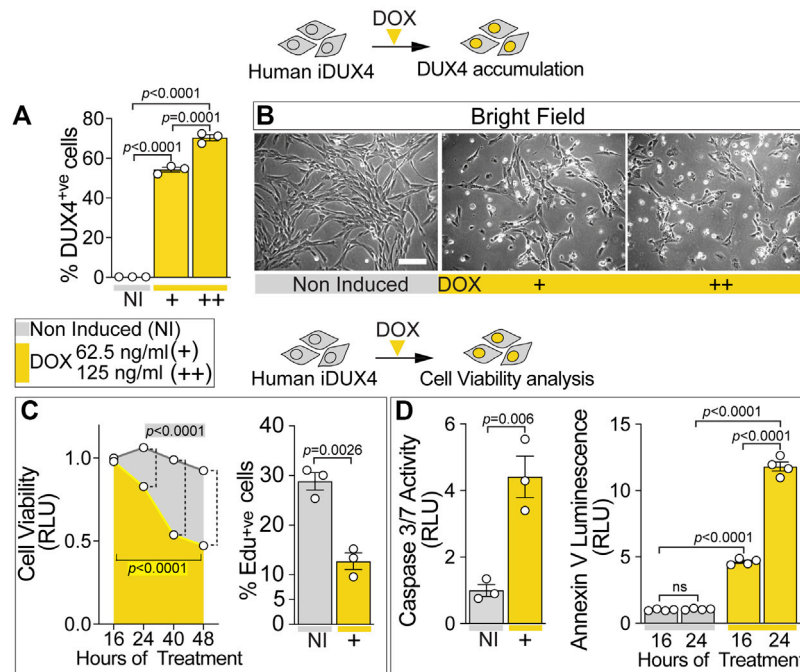 DOX
Human iDUX4
DUX4 accumulation
A
p<0.0001
p=0.0001
p<0.0001
% DUX4+ve cells
80
60
40
20
0
NI
+
++
B
Bright Field
Non Induced
DOX
+
++
Non Induced (NI)
DOX 62.5 ng/ml (+)
125 ng/ml (++)
DOX
Human iDUX4
Cell Viability analysis
C
Cell Viability
(RLU)
1.0
0.5
0.0
p<0.0001
p<0.0001
16 24 40 48
Hours of Treatment
% Edu+ve cells
40
30
20
10
0
p=0.0026
NI
+
D
Caspase 3/7 Activity
(RLU)
6
4
2
0
p=0.006
NI
+
Annexin V Luminescence
(RLU)
15
10
5
0
p<0.0001
p<0.0001
p<0.0001
ns
16 24 16 24
Hours of Treatment